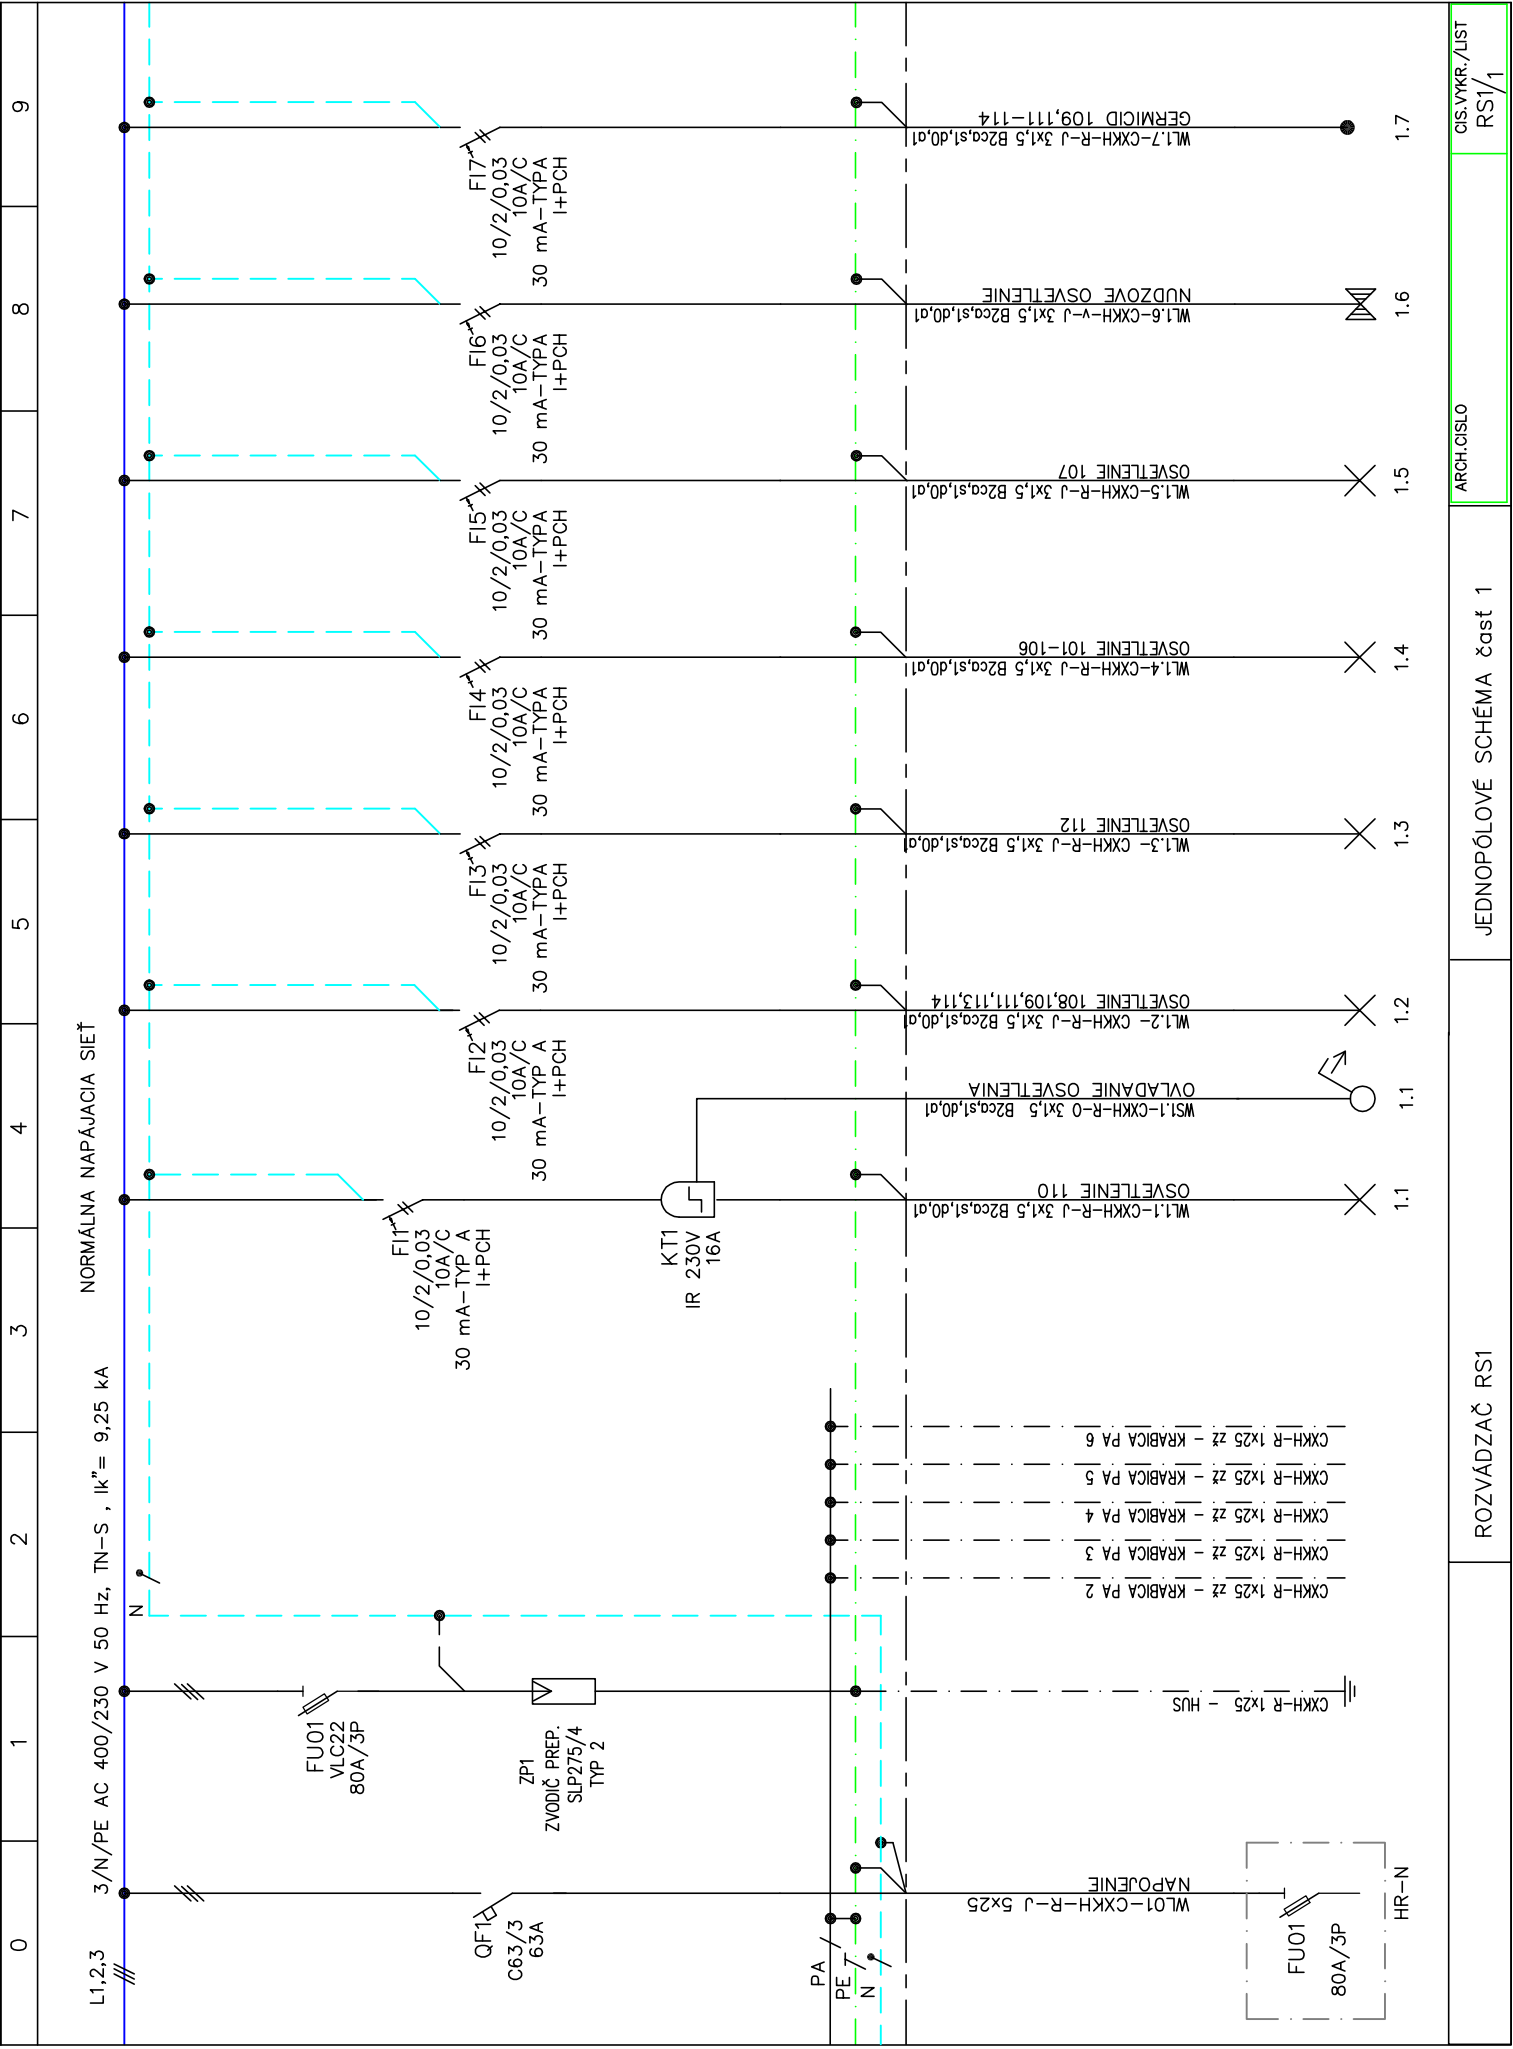 0
1
2
3
4
5
6
7
8
9
L1,2,3
3/N/PE AC 400/230 V 50 Hz, TN-S , Ik"= 9,25 kA
NORMÁLNA NAPÁJACIA SIEŤ
N
QF1
C63/3
63A
FU01
VLC22
80A/3P
ZP1
ZVODIČ PREP.
SLP275/4
TYP 2
FI1
10/2/0,03
10A/C
30 mA-TYP A
I+PCH
KT1
IR 230V
16A
FI2
10/2/0,03
10A/C
30 mA-TYP A
I+PCH
FI3
10/2/0,03
10A/C
30 mA-TYPA
I+PCH
FI4
10/2/0,03
10A/C
30 mA-TYPA
I+PCH
FI5
10/2/0,03
10A/C
30 mA-TYPA
I+PCH
FI6
10/2/0,03
10A/C
30 mA-TYPA
I+PCH
FI7
10/2/0,03
10A/C
30 mA-TYPA
I+PCH
PA
PE
N
WL01-CXKH-R-J 5x25
NAPOJENIE
CXKH-R 1x25 - HUS
CXKH-R 1x25 zž - KRABICA PA 2
CXKH-R 1x25 zž - KRABICA PA 3
CXKH-R 1x25 zž - KRABICA PA 4
CXKH-R 1x25 zž - KRABICA PA 5
CXKH-R 1x25 zž - KRABICA PA 6
WL1.1-CXKH-R-J 3x1,5 B2ca,s1,d0,a1
OSVETLENIE 110
WS1.1-CXKH-R-O 3x1,5 B2ca,s1,d0,a1
OVLADANIE OSVETLENIA
WL1.2- CXKH-R-J 3x1,5 B2ca,s1,d0,a1
OSVETLENIE 108,109,111,113,114
WL1.3- CXKH-R-J 3x1,5 B2ca,s1,d0,a1
OSVETLENIE 112
WL1.4-CXKH-R-J 3x1,5 B2ca,s1,d0,a1
OSVETLENIE 101-106
WL1.5-CXKH-R-J 3x1,5 B2ca,s1,d0,a1
OSVETLENIE 107
WL1.6-CXKH-v-J 3x1,5 B2ca,s1,d0,a1
NUDZOVE OSVETLENIE
WL1.7-CXKH-R-J 3x1,5 B2ca,s1,d0,a1
GERMICID 109,111-114
FU01
80A/3P
HR-N
1.1
1.1
1.2
1.3
1.4
1.5
1.6
1.7
ROZVÁDZAČ RS1
JEDNOPÓLOVÉ SCHÉMA časť 1
ARCH.CISLO
CIS.VYKR./LIST
RS1/1